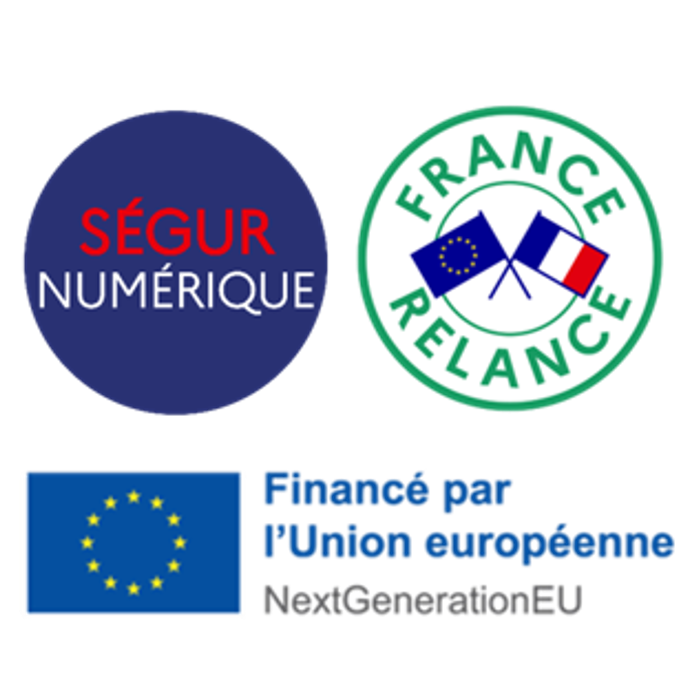 SÉGUR
NUMÉRIQUE
FRANCE
RELANCE
Financé par
l’Union européenne
NextGenerationEU